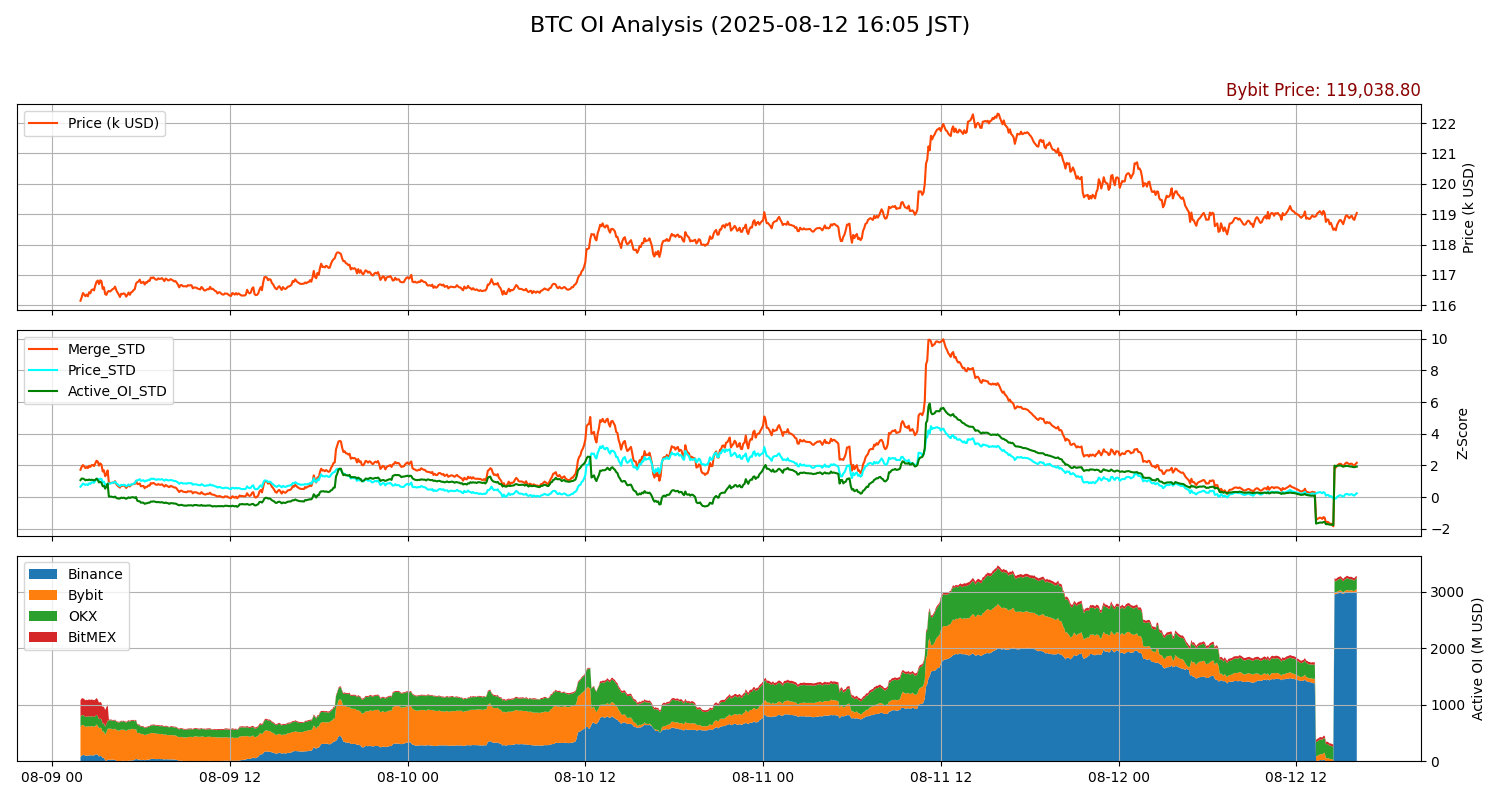 BTC OI Analysis (2025-08-12 16:05 JST)
Bybit Price: 119,038.80
Price (k USD)
122
121
120
119
118
117
116
Price (k USD)
Merge_STD
Price_STD
Active_OI_STD
10
8
6
4
2
0
−2
Z-Score
Binance
Bybit
OKX
BitMEX
3000
2000
1000
0
Active OI (M USD)
08-09 00
08-09 12
08-10 00
08-10 12
08-11 00
08-11 12
08-12 00
08-12 12